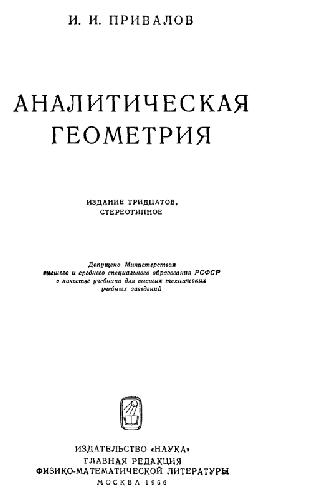 И. И. ПРИВАЛОВ
АНАЛИТИЧЕСКАЯ
ГЕОМЕТРИЯ
ИЗДАНИЕ ТРИДЦАТОЕ,
СТЕРЕОТИПНОЕ
Допущено Министерством
высшего и среднего специального образования РСФСР
в качестве учебника для высших технических
учебных заведений
ИЗДАТЕЛЬСТВО «НАУКА»
ГЛАВНАЯ РЕДАКЦИЯ
ФИЗИКО-МАТЕМАТИЧЕСКОЙ ЛИТЕРАТУРЫ
МОСКВА 1966